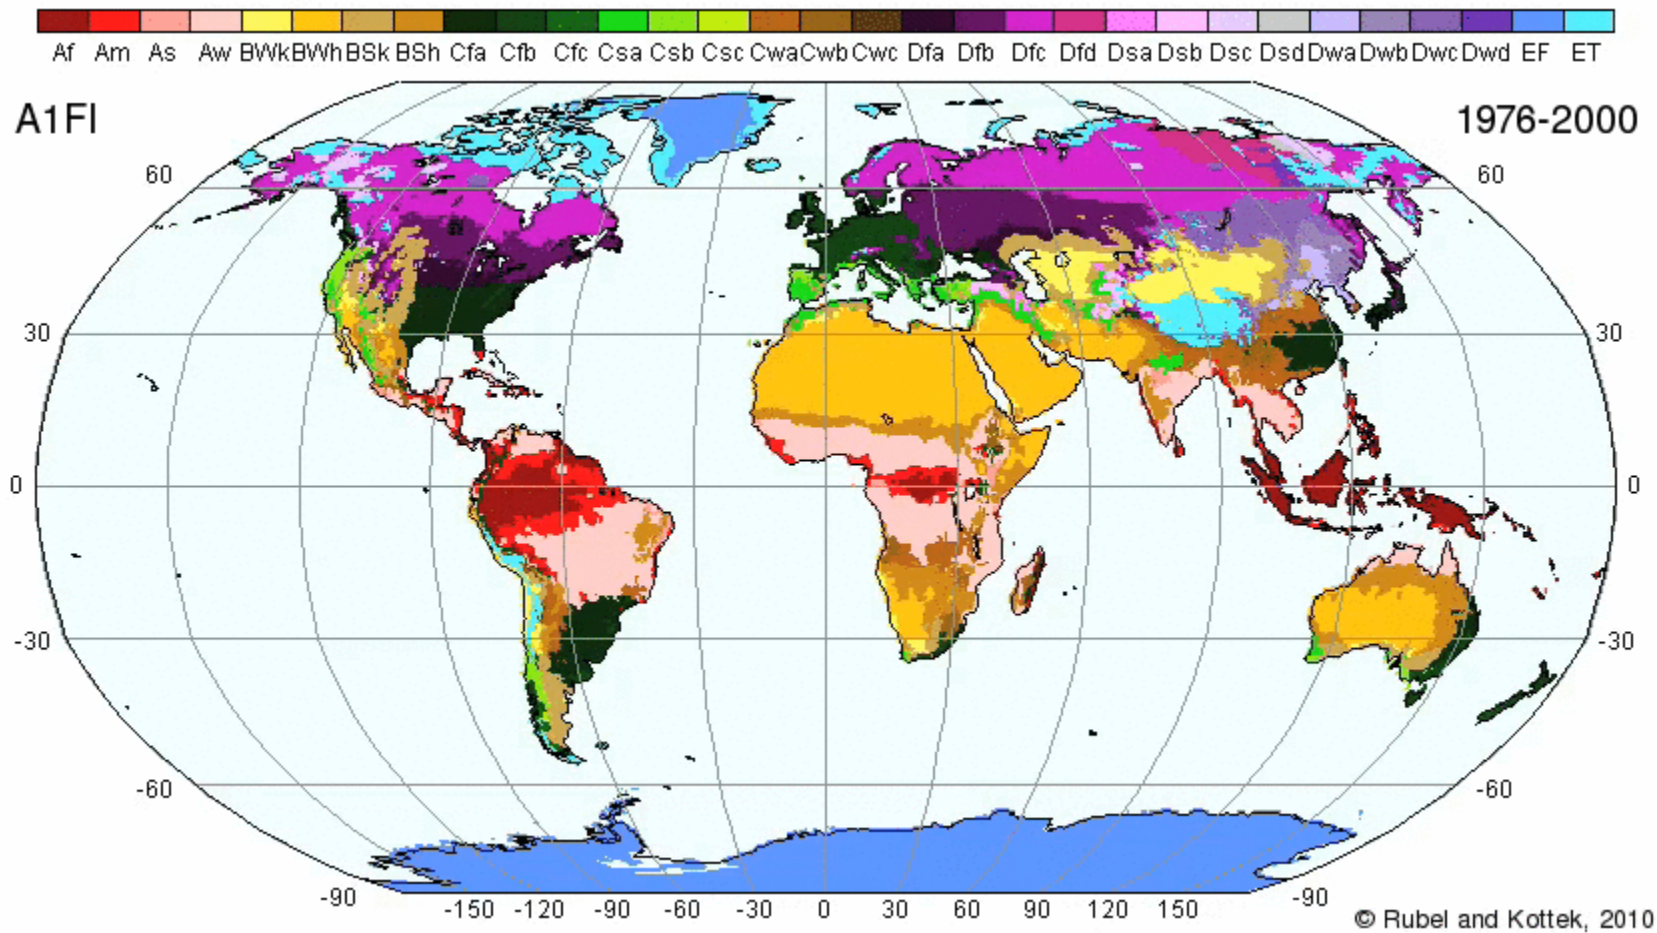 Af Am As Aw BWk BWh BSk BSh Cfa Cfb Cfc Csa Csb Csc Cwa Cwb Cwc Dfa Dfb Dfc Dfd Dsa Dsb Dsc Dsd Dwa Dwb Dwc Dwd EF ET
A1FI 1976-2000
60 60
30 30
0 0
-30 -30
-60 -60
-90 -90
-150 -120 -90 -60 -30 0 30 60 90 120 150
© Rubel and Kottek, 2010